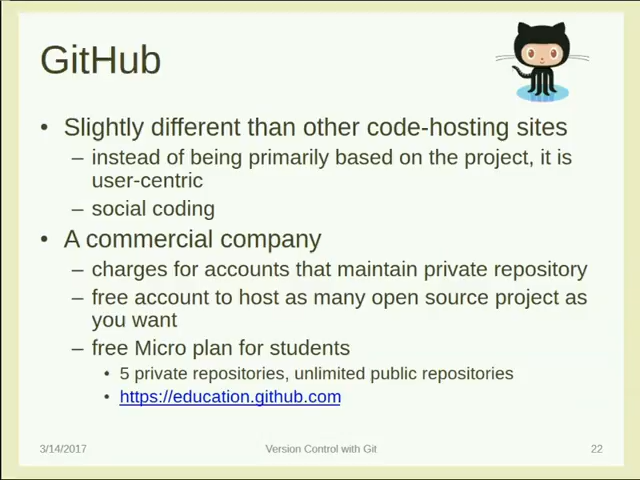 GitHub
• Slightly different than other code-hosting sites
– instead of being primarily based on the project, it is
user-centric
– social coding
• A commercial company
– charges for accounts that maintain private repository
– free account to host as many open source project as
you want
– free Micro plan for students
• 5 private repositories, unlimited public repositories
• https://education.github.com
3/14/2017 Version Control with Git 22